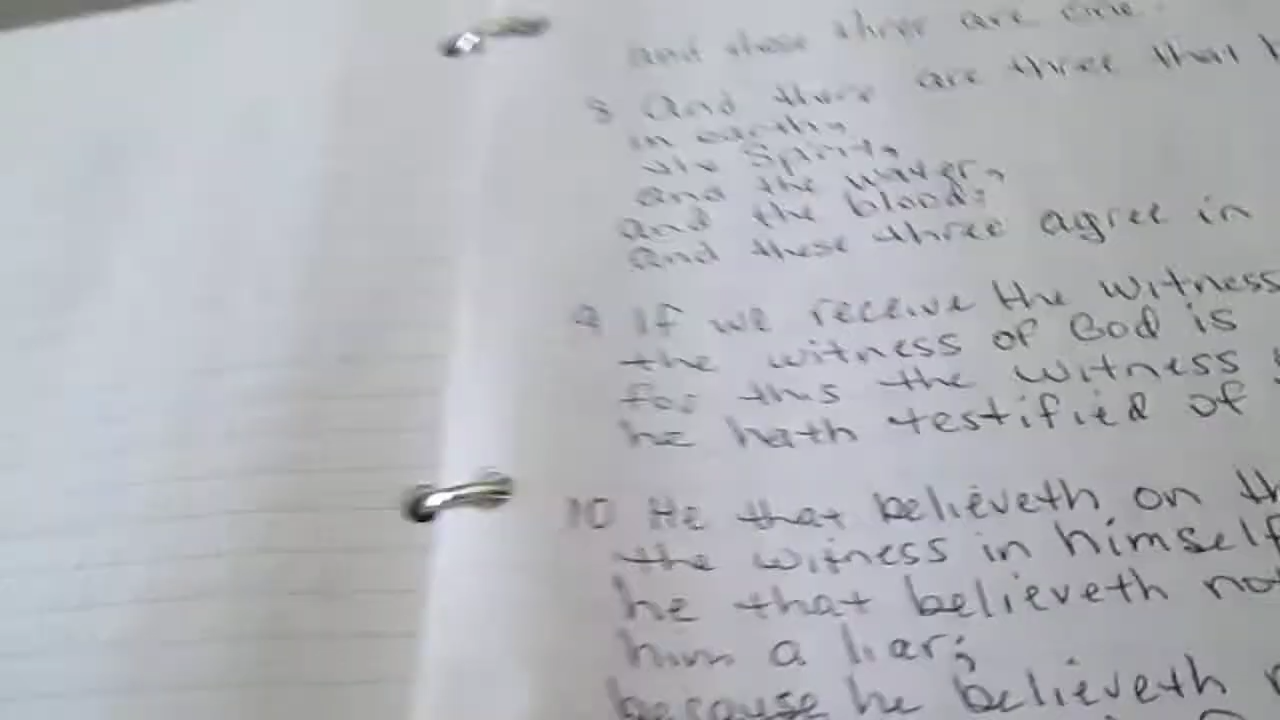 and these three are one.
8 And there are three that
in earth,
the Spirit,
and the water,
and the blood:
and these three agree in
9 If we receive the witness
the witness of God is
for this the witness
he hath testified of
10 He that believeth on th
the witness in himself
he that believeth not
him a liar;
because he believeth